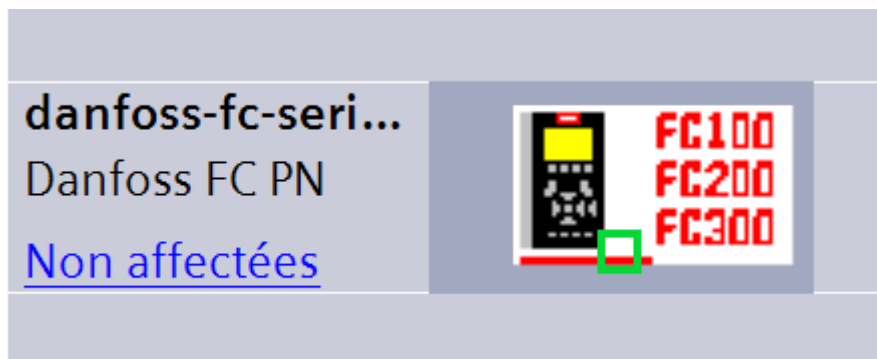 danfoss-fc-seri...
Danfoss FC PN
Non affectées
FC100
FC200
FC300